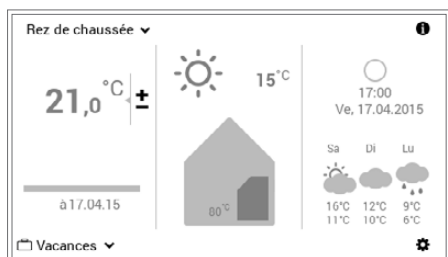 Rez de chaussée
21,0 °C ±
à 17.04.15
Vacances
15 °C
80 °C
17:00
Ve, 17.04.2015
Sa Di Lu
16°C 12°C 9°C
11°C 10°C 6°C